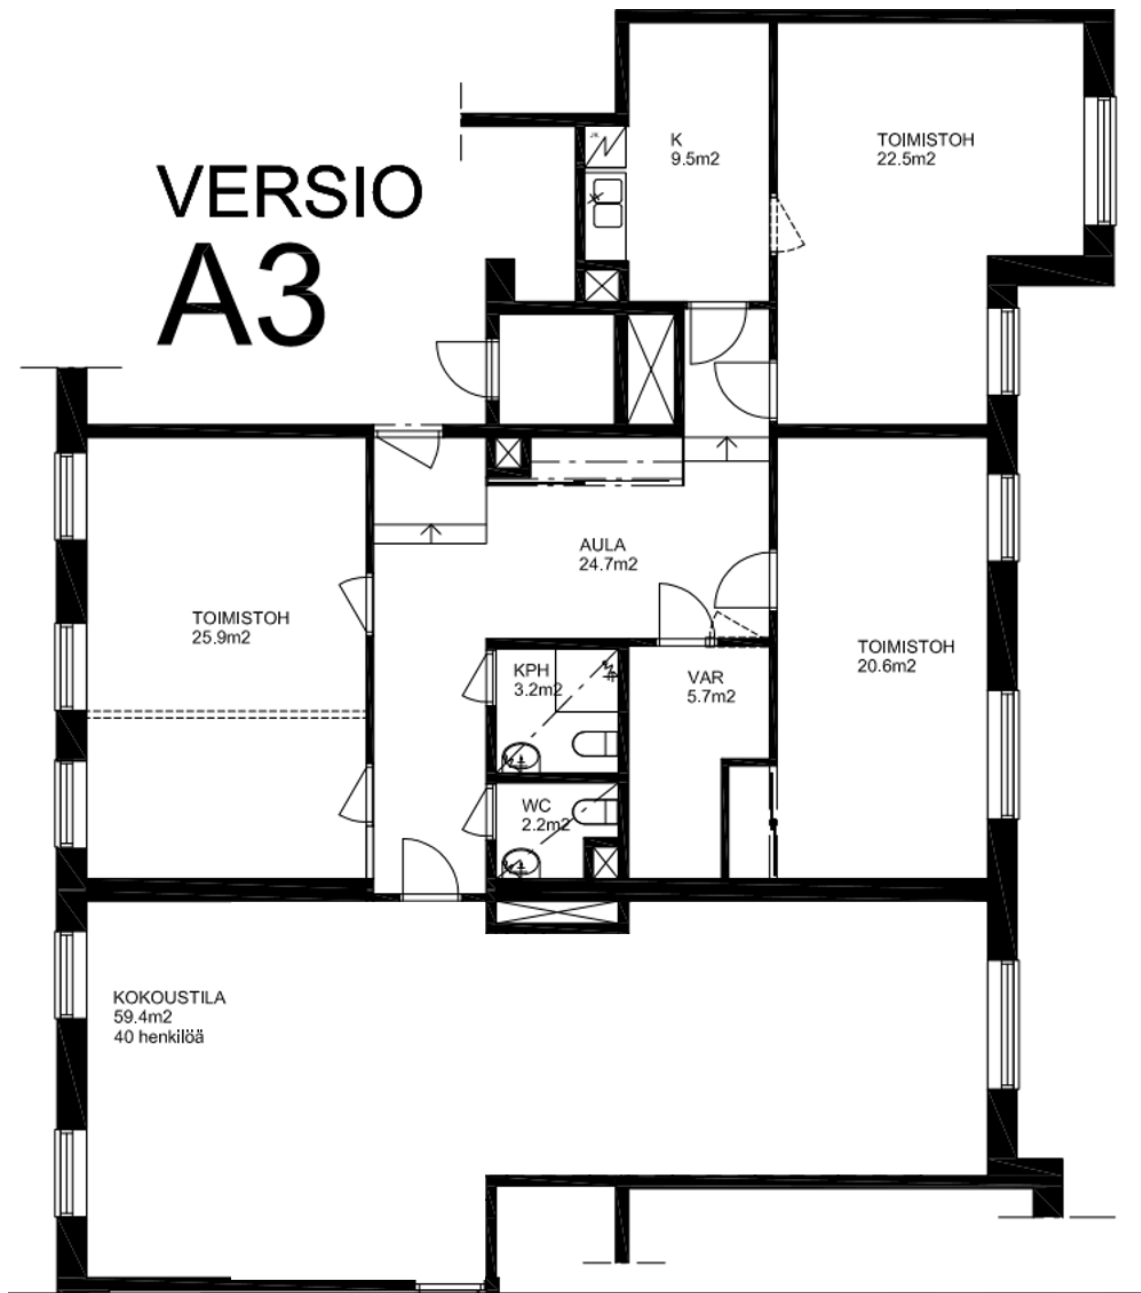 VERSIO
A3
JK
K
9.5m2
TOIMISTOH
22.5m2
AULA
24.7m2
TOIMISTOH
25.9m2
TOIMISTOH
20.6m2
KPH
3.2m2
VAR
5.7m2
WC
2.2m2
KOKOUSTILA
59.4m2
40 henkilöä